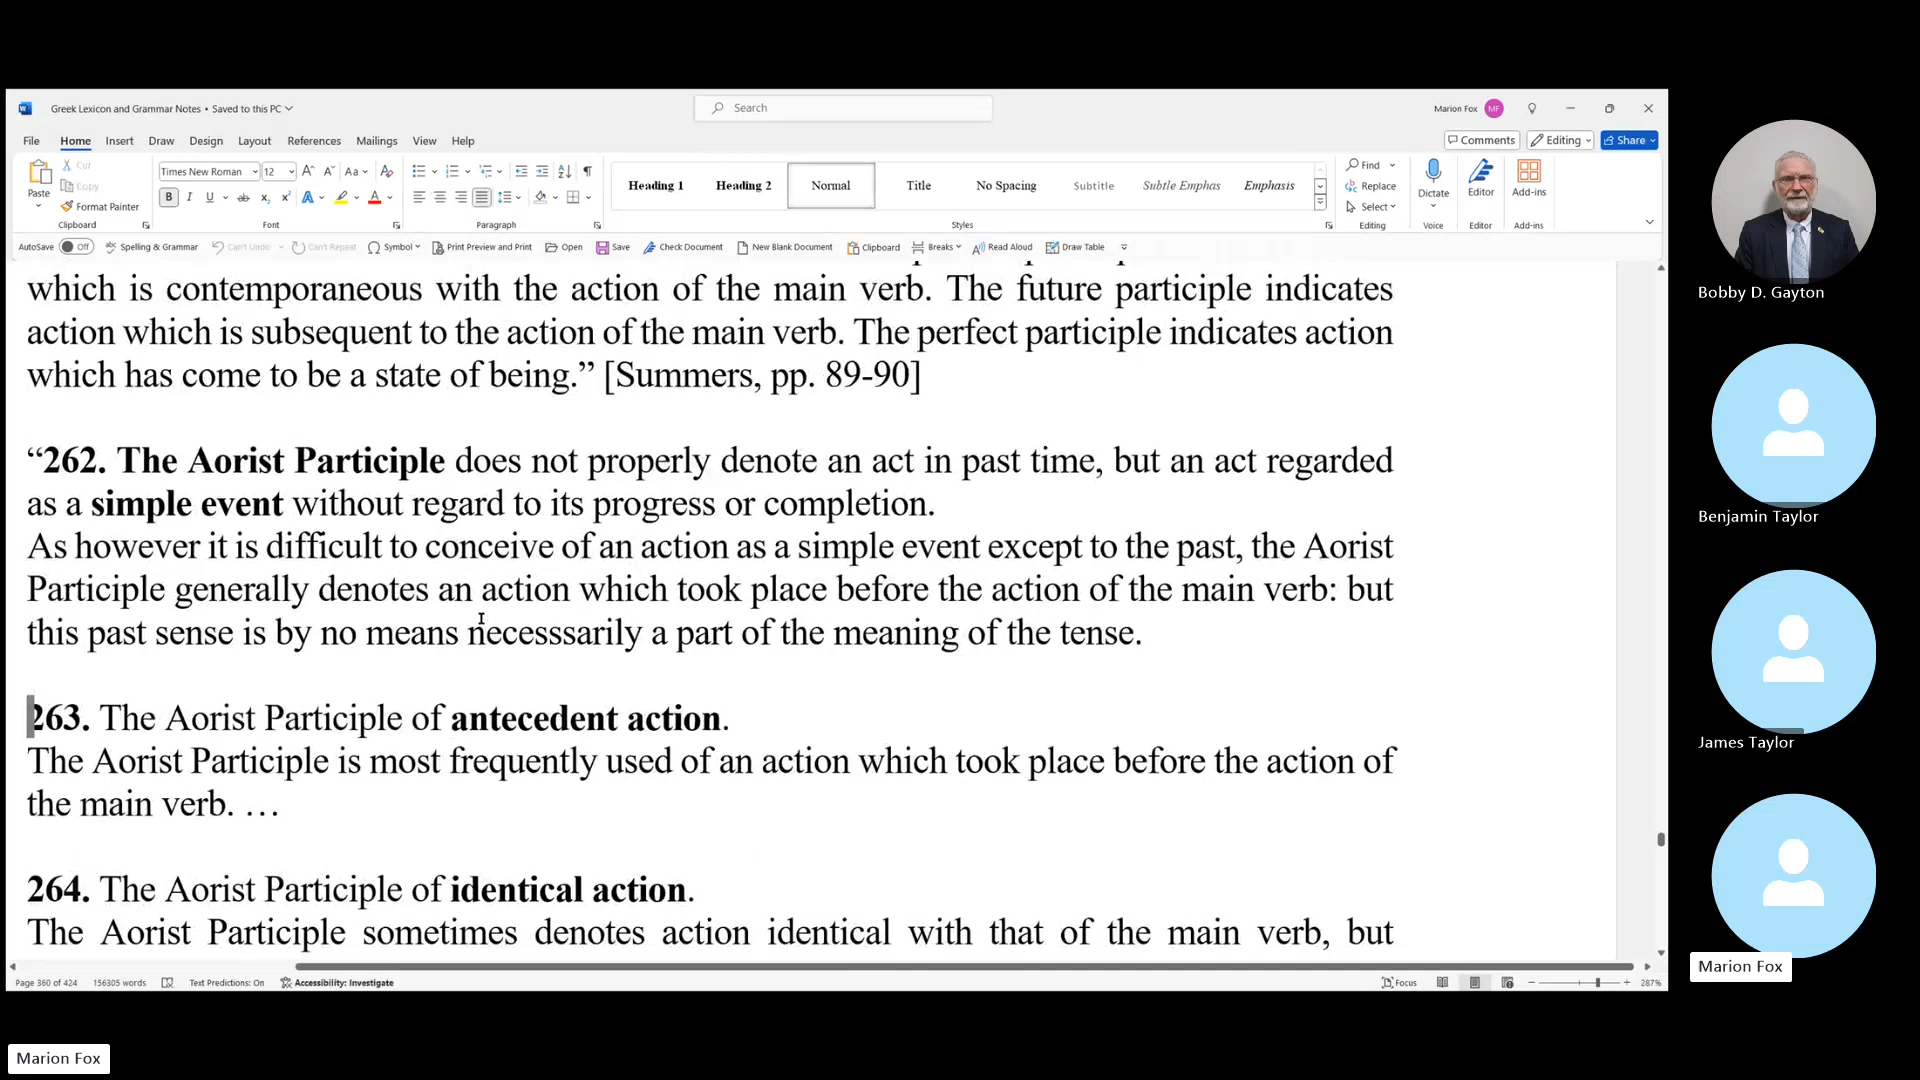 Greek Lexicon and Grammar Notes • Saved to this PC
Search
Marion Fox MF
File Home Insert Draw Design Layout References Mailings View Help
Comments Editing Share
Paste Cut Copy Format Painter
Times New Roman 12
Heading 1 Heading 2 Normal Title No Spacing Subtitle Subtle Emphas Emphasis
Find Replace Select
Dictate Editor Add-ins
Clipboard Font Paragraph Styles Editing Voice Editor Add-ins
AutoSave Off Spelling & Grammar Can't Undo Can't Repeat Symbol Print Preview and Print Open Save Check Document New Blank Document Clipboard Breaks Read Aloud Draw Table
which is contemporaneous with the action of the main verb. The future participle indicates
action which is subsequent to the action of the main verb. The perfect participle indicates action
which has come to be a state of being.” [Summers, pp. 89-90]
“262. The Aorist Participle does not properly denote an act in past time, but an act regarded
as a simple event without regard to its progress or completion.
As however it is difficult to conceive of an action as a simple event except to the past, the Aorist
Participle generally denotes an action which took place before the action of the main verb: but
this past sense is by no means necesssarily a part of the meaning of the tense.
263. The Aorist Participle of antecedent action.
The Aorist Participle is most frequently used of an action which took place before the action of
the main verb. …
264. The Aorist Participle of identical action.
The Aorist Participle sometimes denotes action identical with that of the main verb, but
Page 360 of 424 156305 words Text Predictions: On Accessibility: Investigate Focus 287%
Bobby D. Gayton
Benjamin Taylor
James Taylor
Marion Fox
Marion Fox